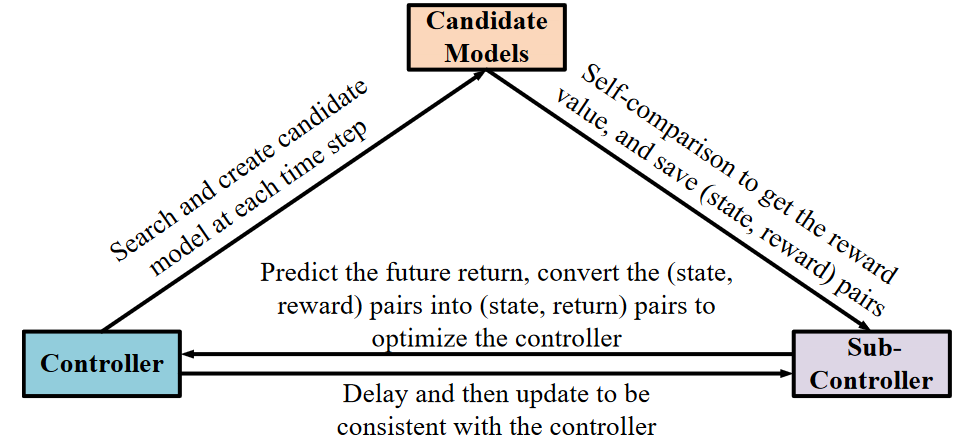 Candidate
Models
Search and create candidate
model at each time step
Self-comparison to get the reward
value, and save (state, reward) pairs
Predict the future return, convert the (state,
reward) pairs into (state, return) pairs to
optimize the controller
Controller
Sub-
Controller
Delay and then update to be
consistent with the controller